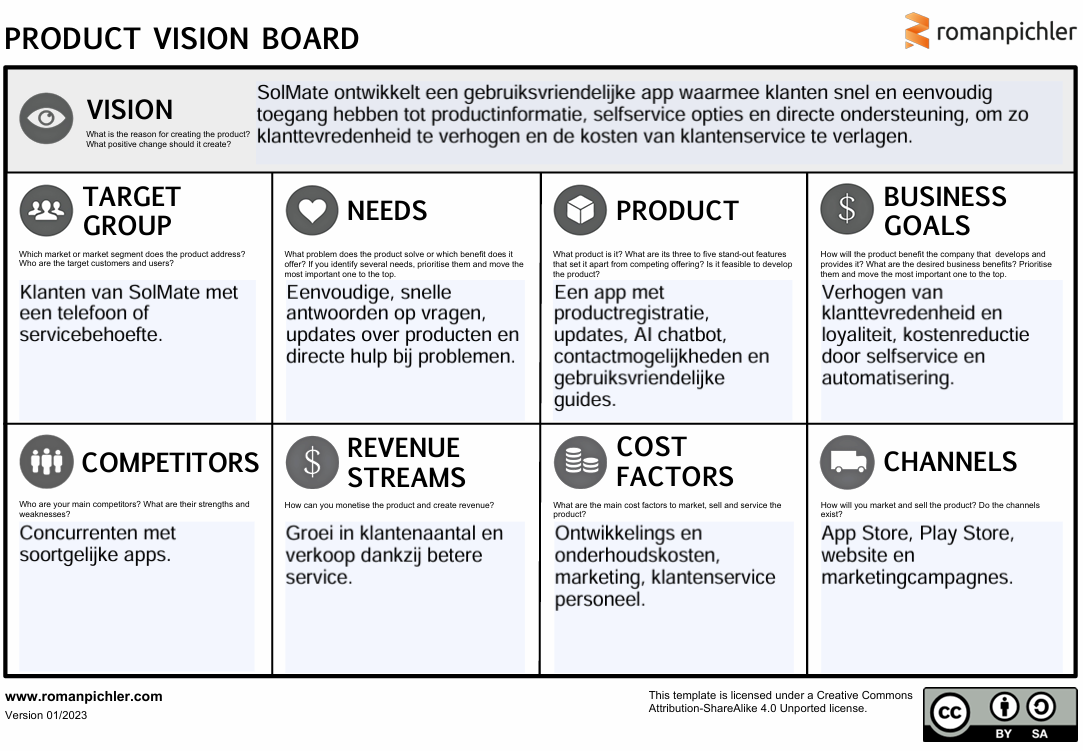 PRODUCT VISION BOARD
romanpichler
VISION
What is the reason for creating the product?
What positive change should it create?
SolMate ontwikkelt een gebruiksvriendelijke app waarmee klanten snel en eenvoudig
toegang hebben tot productinformatie, selfservice opties en directe ondersteuning, om zo
klanttevredenheid te verhogen en de kosten van klantenservice te verlagen.
TARGET
GROUP
Which market or market segment does the product address?
Who are the target customers and users?
Klanten van SolMate met
een telefoon of
servicebehoefte.
NEEDS
What problem does the product solve or which benefit does it
offer? If you identify several needs, prioritise them and move the
most important one to the top.
Eenvoudige, snelle
antwoorden op vragen,
updates over producten en
directe hulp bij problemen.
PRODUCT
What product is it? What are its three to five stand-out features
that set it apart from competing offering? Is it feasible to develop
the product?
Een app met
productregistratie,
updates, AI chatbot,
contactmogelijkheden en
gebruiksvriendelijke
guides.
BUSINESS
GOALS
How will the product benefit the company that develops and
provides it? What are the desired business benefits? Prioritise
them and move the most important one to the top.
Verhogen van
klanttevredenheid en
loyaliteit, kostenreductie
door selfservice en
automatisering.
COMPETITORS
Who are your main competitors? What are their strengths and
weaknesses?
Concurrenten met
soortgelijke apps.
REVENUE
STREAMS
How can you monetise the product and create revenue?
Groei in klantenaantal en
verkoop dankzij betere
service.
COST
FACTORS
What are the main cost factors to market, sell and service the
product?
Ontwikkelings en
onderhoudskosten,
marketing, klantenservice
personeel.
CHANNELS
How will you market and sell the product? Do the channels
exist?
App Store, Play Store,
website en
marketingcampagnes.
www.romanpichler.com
Version 01/2023
This template is licensed under a Creative Commons
Attribution-ShareAlike 4.0 Unported license.
cc
BY SA